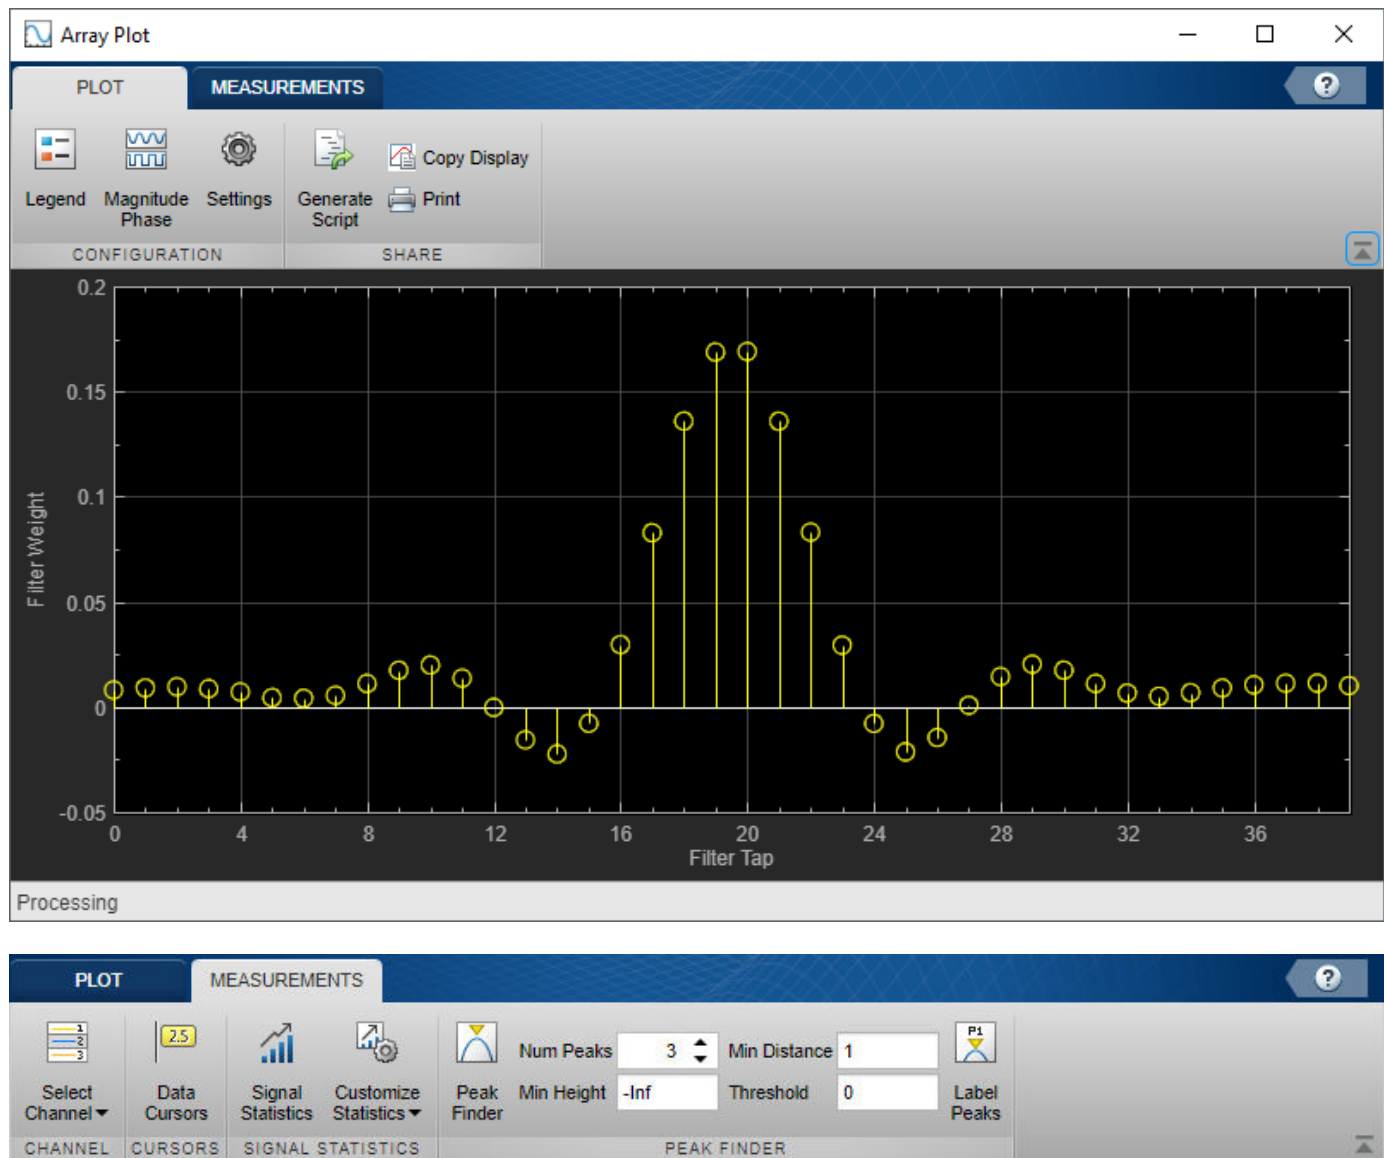 Array Plot
PLOT
MEASUREMENTS
?
Legend
Magnitude
Phase
Settings
Generate
Script
Copy Display
Print
CONFIGURATION
SHARE
0.2
0.15
0.1
0.05
0
-0.05
Filter Weight
0 4 8 12 16 20 24 28 32 36
Filter Tap
Processing
PLOT
MEASUREMENTS
?
1
2
3
Select
Channel
2.5
Data
Cursors
Signal
Statistics
Customize
Statistics
Peak
Finder
Num Peaks 3
Min Distance 1
Min Height -Inf
Threshold 0
P1
Label
Peaks
CHANNEL
CURSORS
SIGNAL STATISTICS
PEAK FINDER